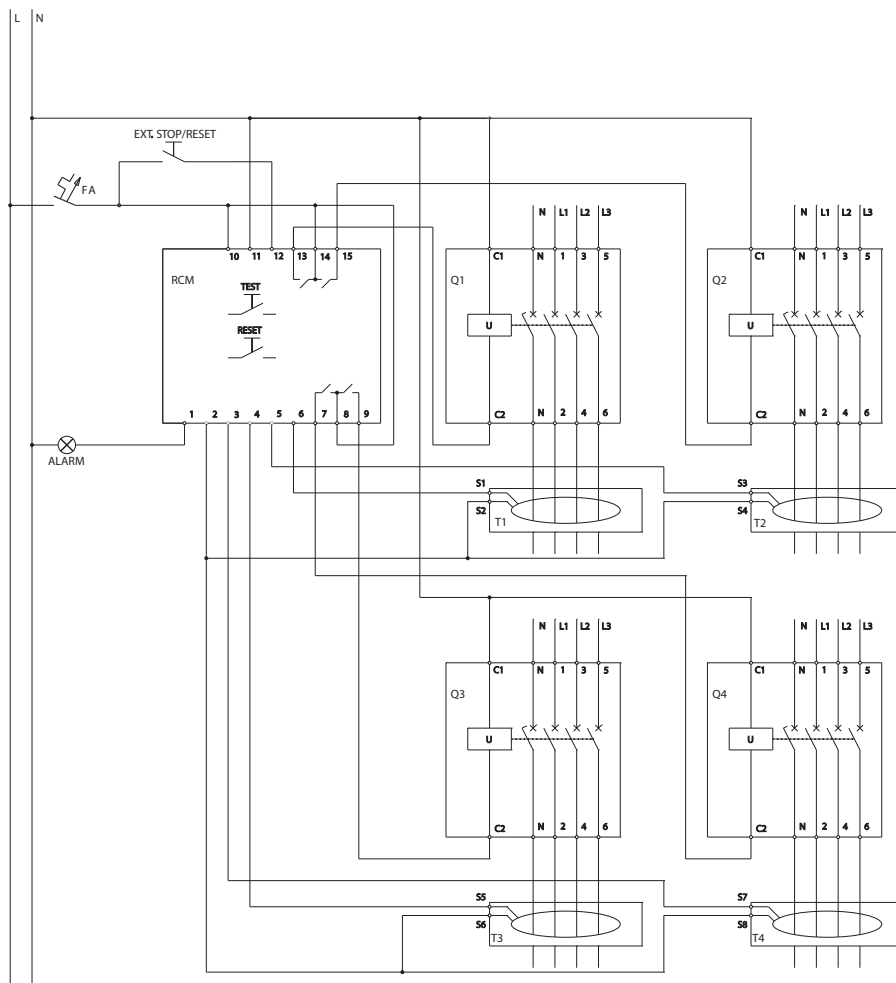 L N
EXT. STOP/RESET
FA
N L1 L2 L3
N L1 L2 L3
10 11 12 13 14 15
RCM
TEST
RESET
1 2 3 4 5 6 7 8 9
C1 N 1 3 5
Q1
U
C2 N 2 4 6
C1 N 1 3 5
Q2
U
C2 N 2 4 6
ALARM
S1
S2
T1
S3
S4
T2
N L1 L2 L3
N L1 L2 L3
C1 N 1 3 5
Q3
U
C2 N 2 4 6
C1 N 1 3 5
Q4
U
C2 N 2 4 6
S5
S6
T3
S7
S8
T4